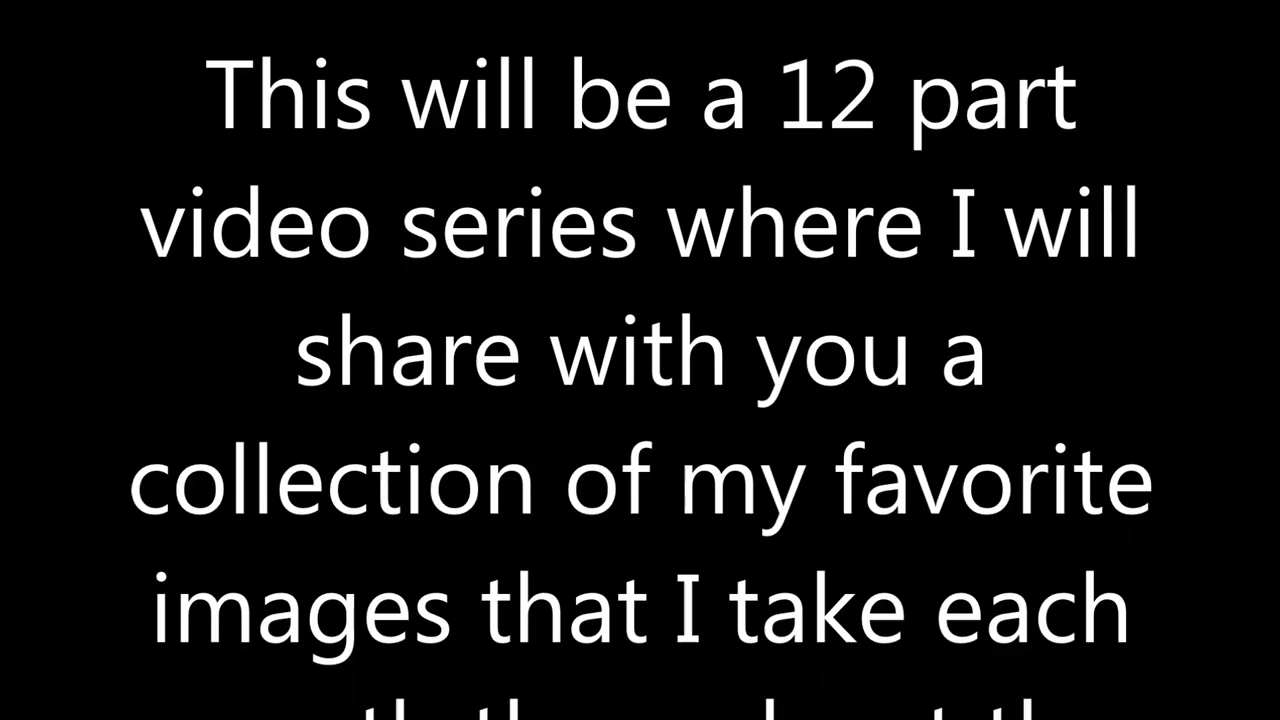 This will be a 12 part
video series where I will
share with you a
collection of my favorite
images that I take each